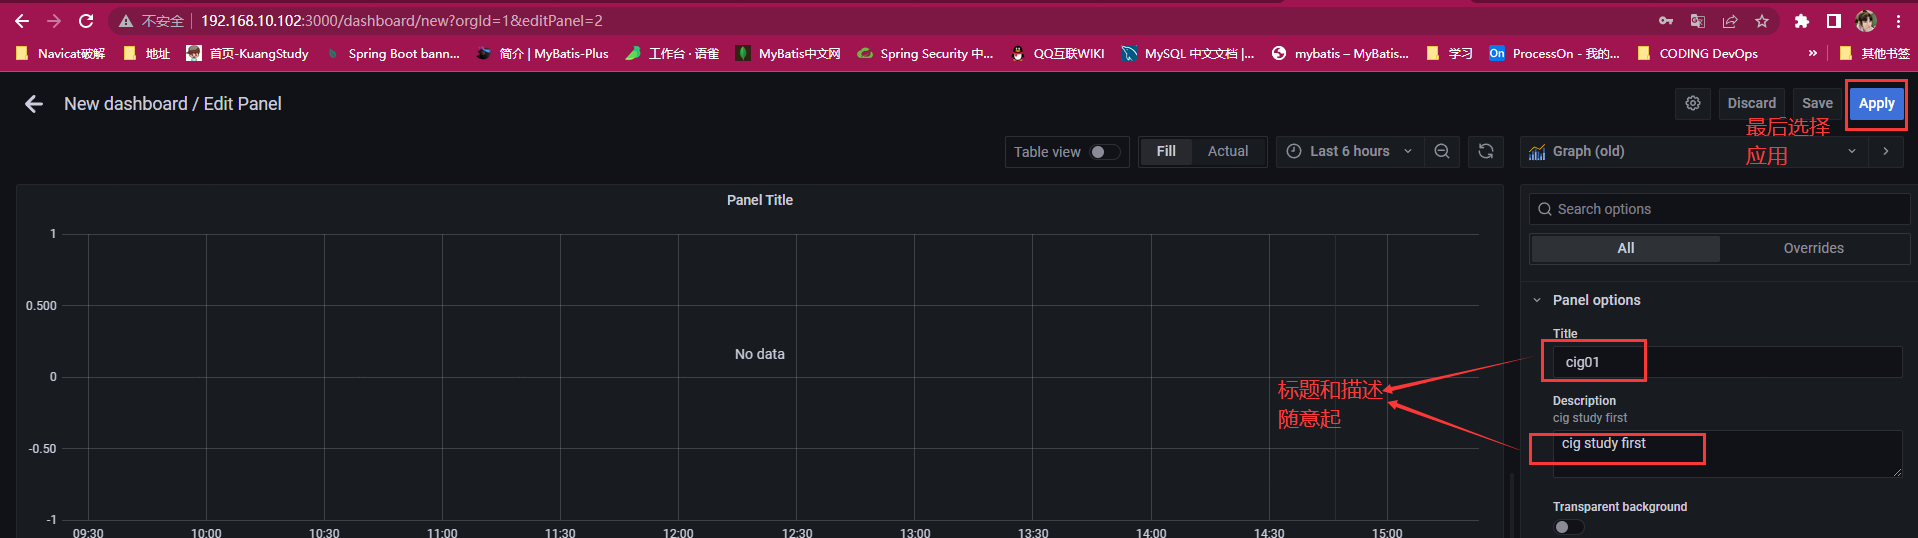 不安全 192.168.10.102:3000/dashboard/new?orgId=1&editPanel=2
Navicat破解 地址 首页-KuangStudy Spring Boot bann... 简介 | MyBatis-Plus 工作台 · 语雀 MyBatis中文网 Spring Security 中... QQ互联WIKI MySQL 中文文档 |... mybatis – MyBatis... 学习 On ProcessOn - 我的... CODING DevOps » 其他书签
New dashboard / Edit Panel
Discard Save Apply
最后选择
应用
Table view Fill Actual Last 6 hours Graph (old)
Panel Title
Search options
All Overrides
1
0.500
0
-0.50
-1
No data
09:30 10:00 10:30 11:00 11:30 12:00 12:30 13:00 13:30 14:00 14:30 15:00
Panel options
Title
cig01
标题和描述
随意起
Description
cig study first
cig study first
Transparent background